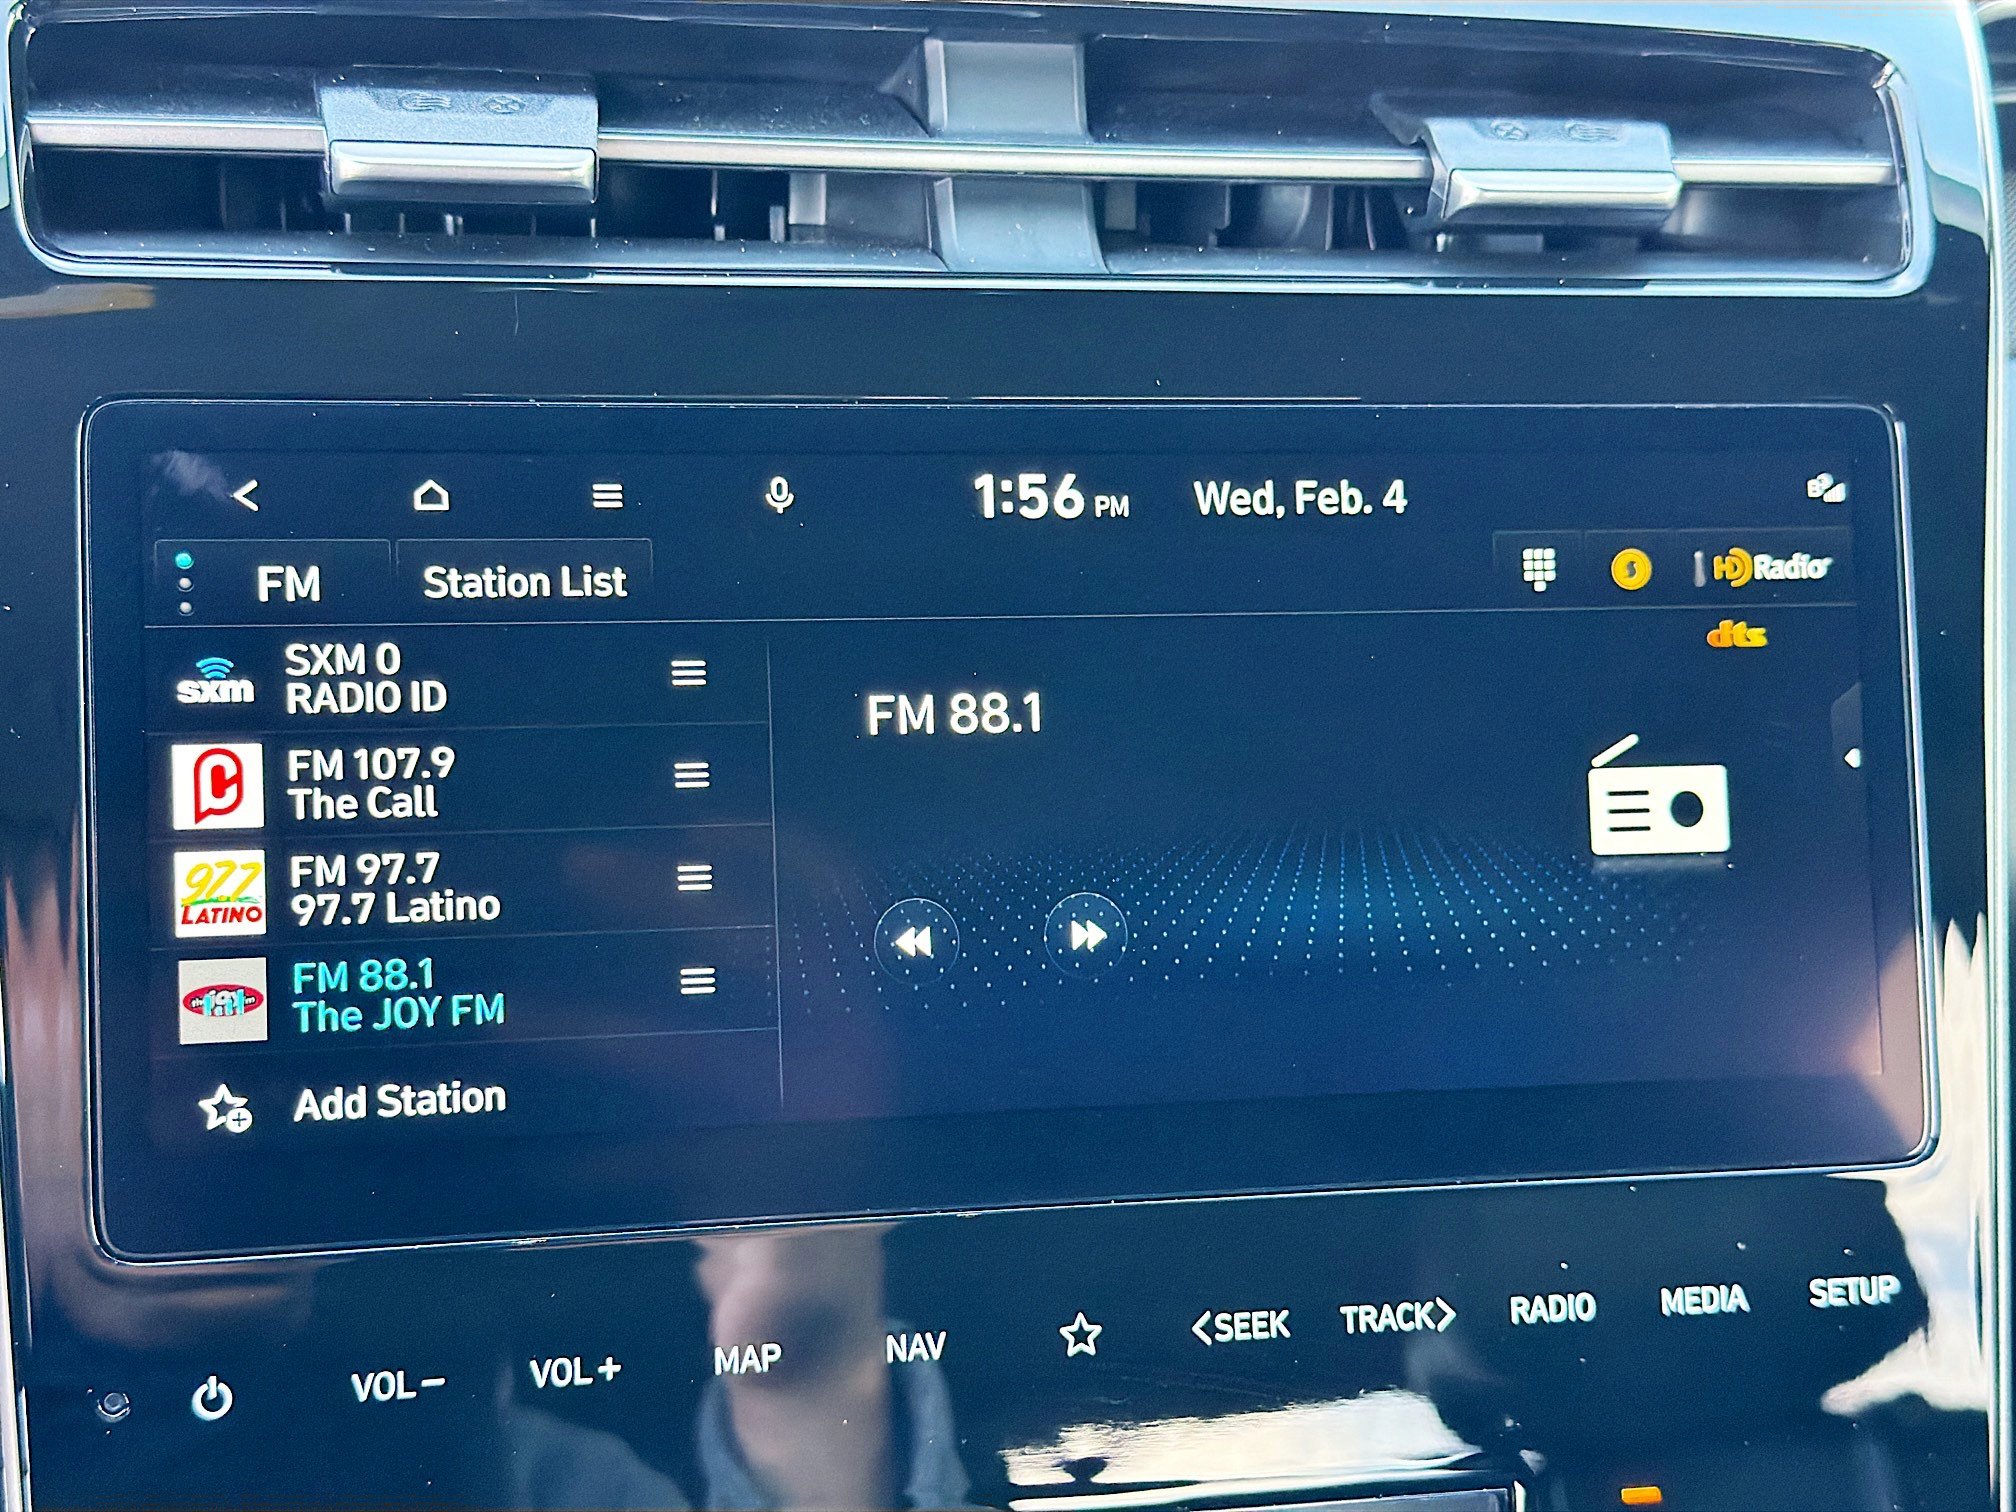 1:56 PM Wed, Feb. 4
FM Station List
HD Radio
dts
sxm
SXM 0
RADIO ID
FM 107.9
The Call
977
LATINO
FM 97.7
97.7 Latino
FM 88.1
The JOY FM
Add Station
FM 88.1
VOL− VOL+ MAP NAV <SEEK TRACK> RADIO MEDIA SETUP